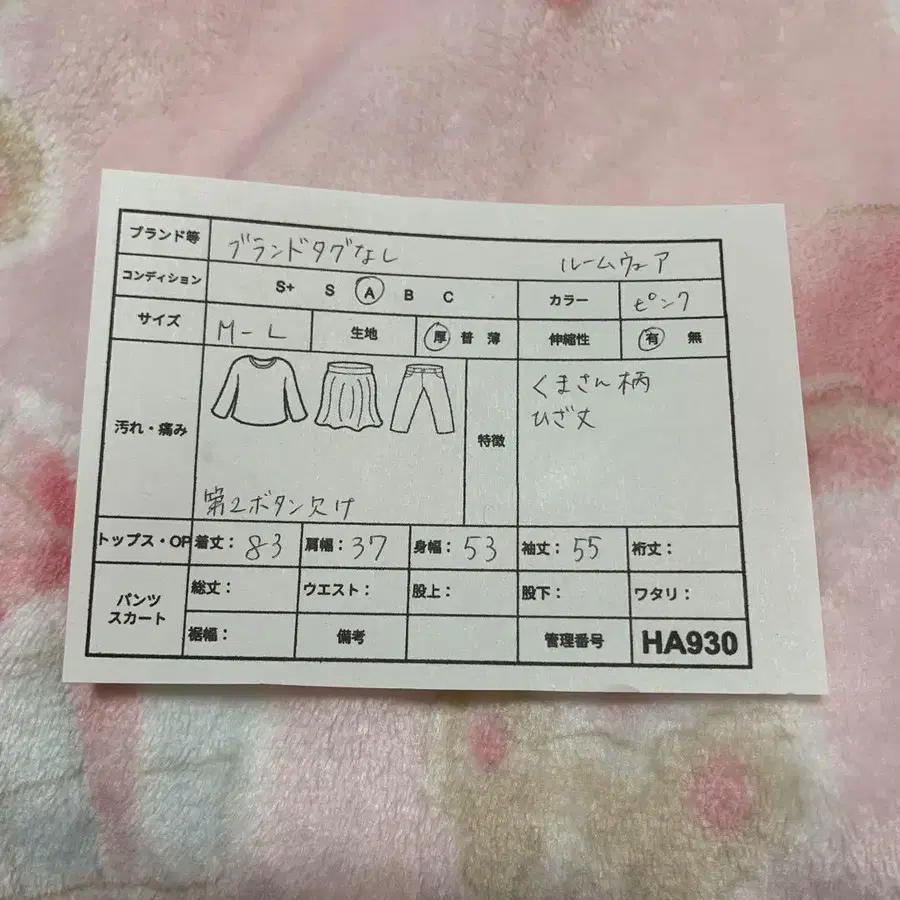 ブランド等 ブランドタグなし ルームウェア
コンディション S+ S A B C カラー ピンク
サイズ M-L 生地 厚 普 薄 伸縮性 有 無
汚れ・痛み 第2ボタン欠け 特徴 くまさん柄
ひざ丈
トップス・OP 着丈：83 肩幅：37 身幅：53 袖丈：55 裄丈：
パンツ
スカート
総丈： ウエスト： 股上： 股下： ワタリ：
裾幅： 備考 管理番号 HA930